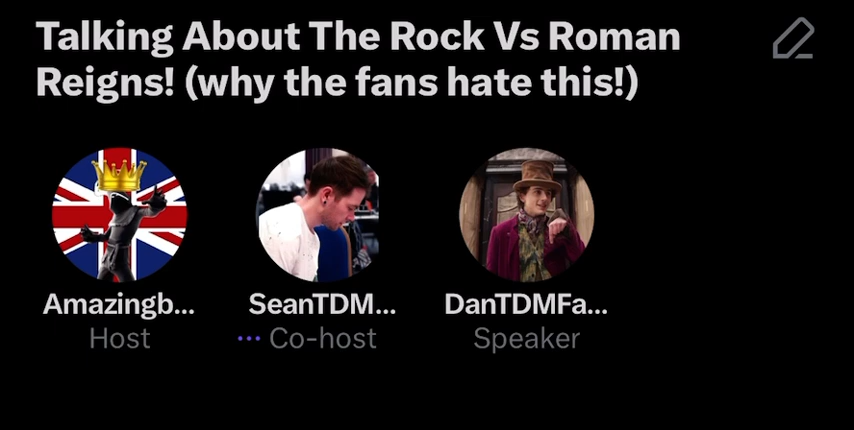 Talking About The Rock Vs Roman
Reigns! (why the fans hate this!)
Amazingb... SeanTDM... DanTDMFa...
Host ••• Co-host Speaker